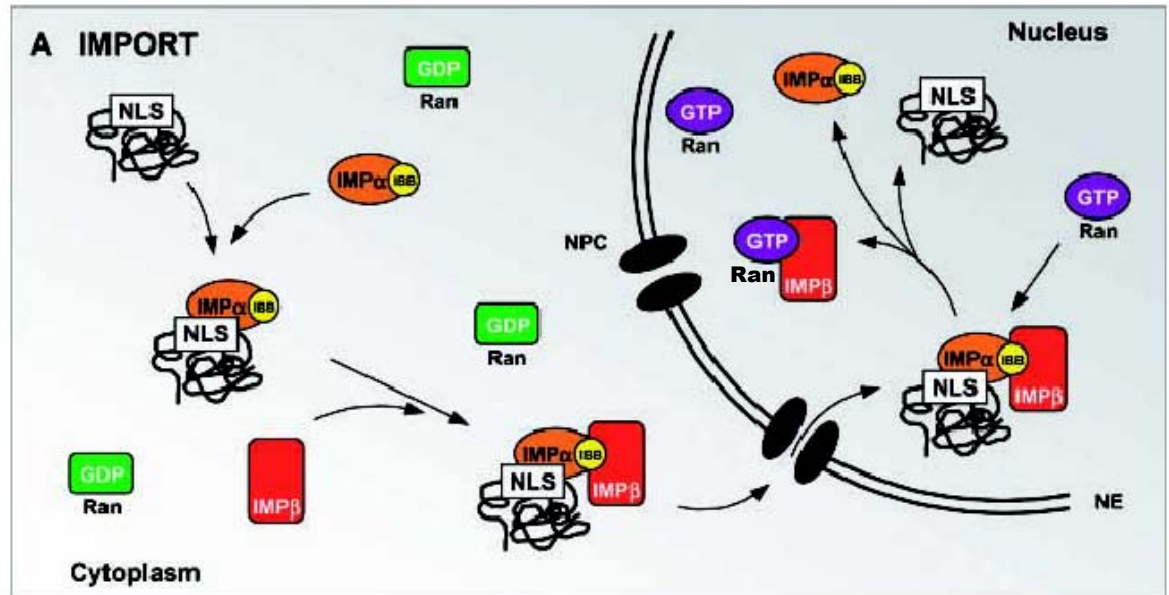 A IMPORT
Nucleus
NLS
GDP
Ran
IMPα IBB
GTP
Ran
IMPα IBB
NLS
GTP
Ran
NPC
GTP
Ran
IMPβ
IMPα IBB
NLS
GDP
Ran
IMPα IBB
NLS
IMPβ
GDP
Ran
IMPβ
IMPα IBB
NLS
IMPβ
NE
Cytoplasm